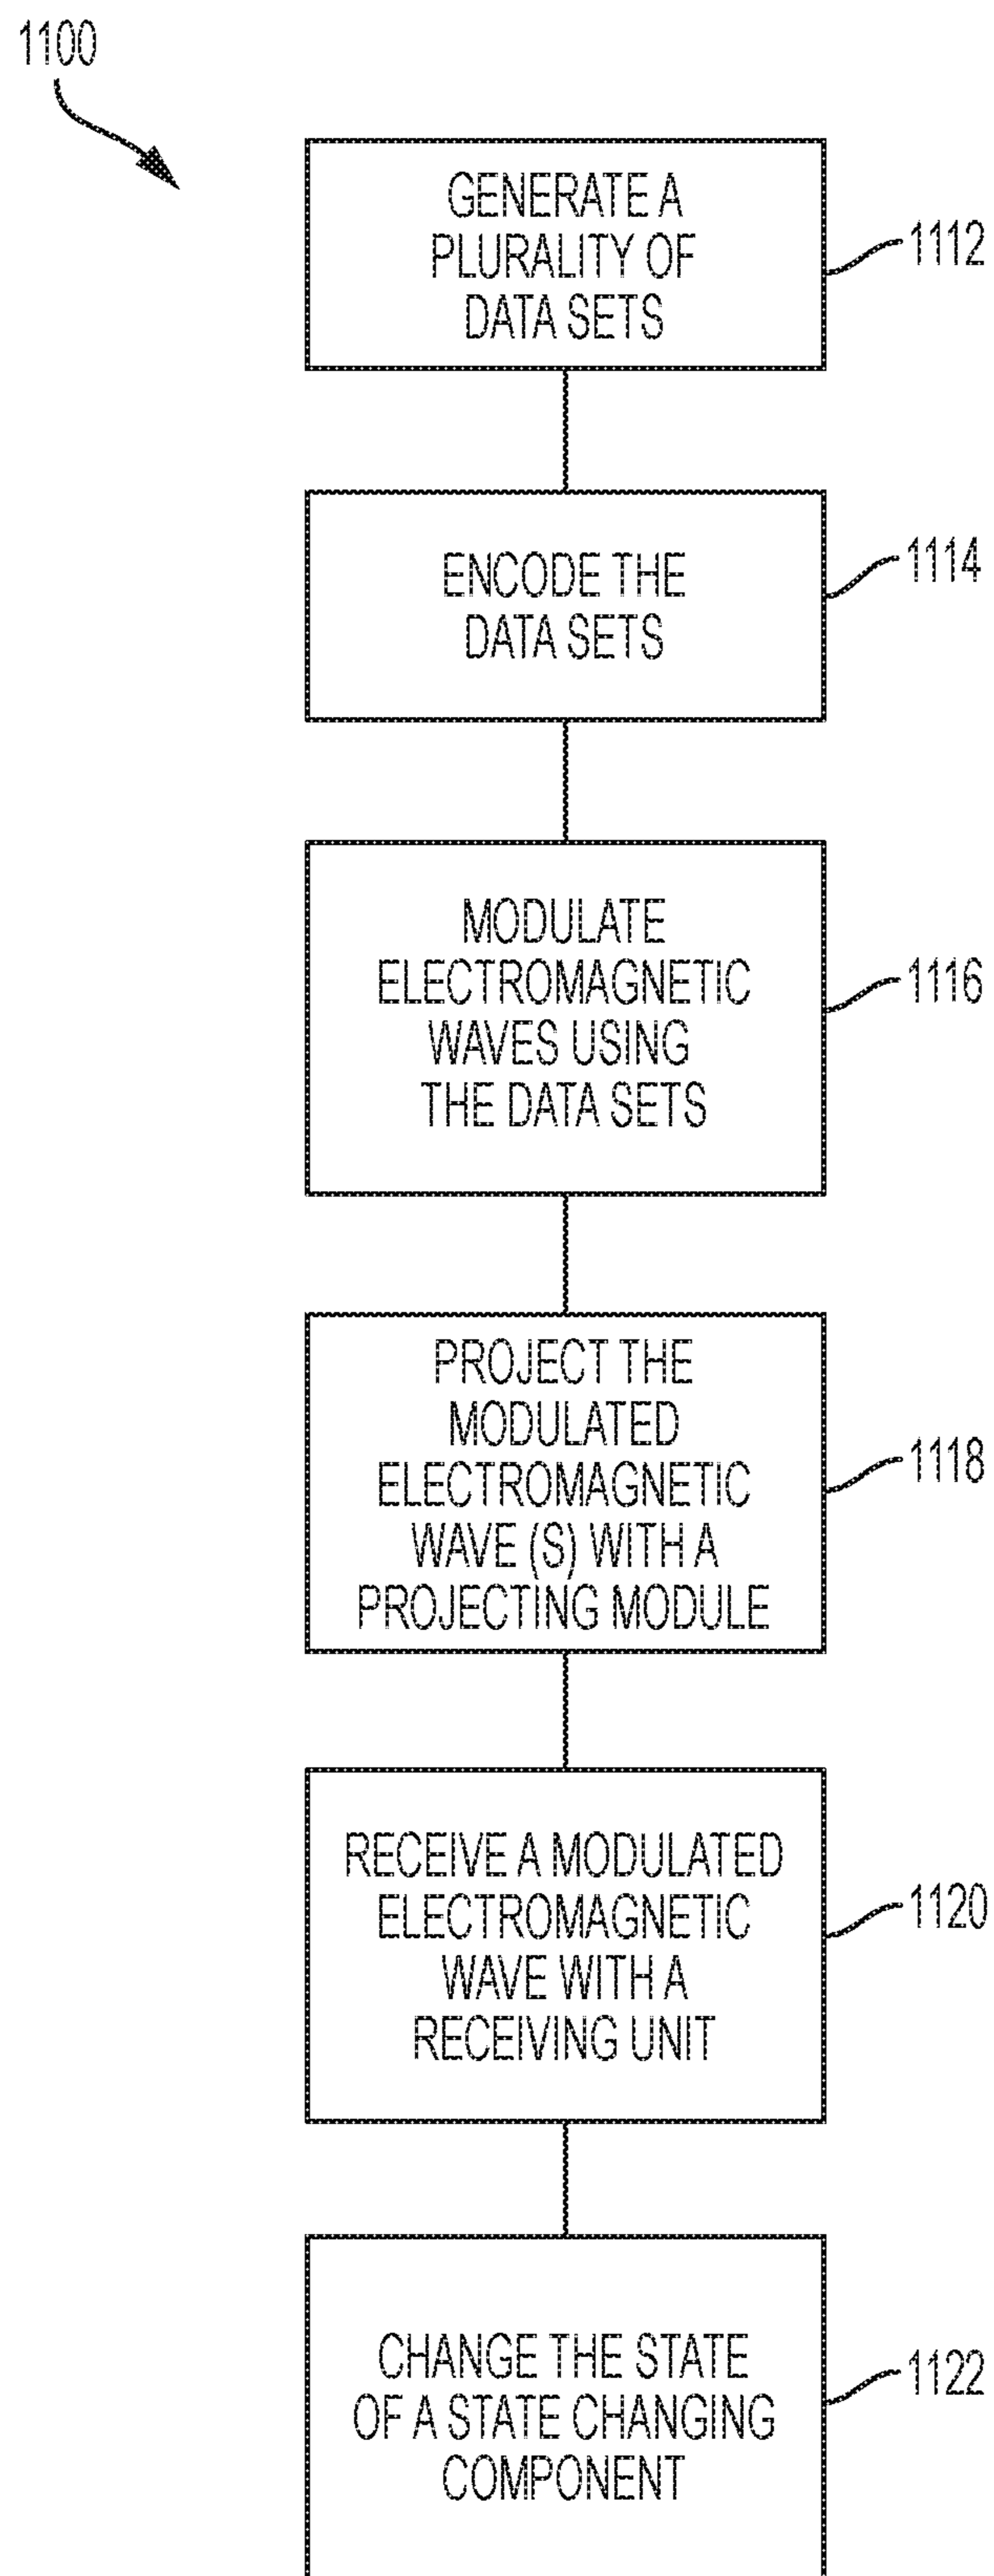 1100
GENERATE A
PLURALITY OF
DATA SETS
1112
ENCODE THE
DATA SETS
1114
MODULATE
ELECTROMAGNETIC
WAVES USING
THE DATA SETS
1116
PROJECT THE
MODULATED
ELECTROMAGNETIC
WAVE (S) WITH A
PROJECTING MODULE
1118
RECEIVE A MODULATED
ELECTROMAGNETIC
WAVE WITH A
RECEIVING UNIT
1120
CHANGE THE STATE
OF A STATE CHANGING
COMPONENT
1122